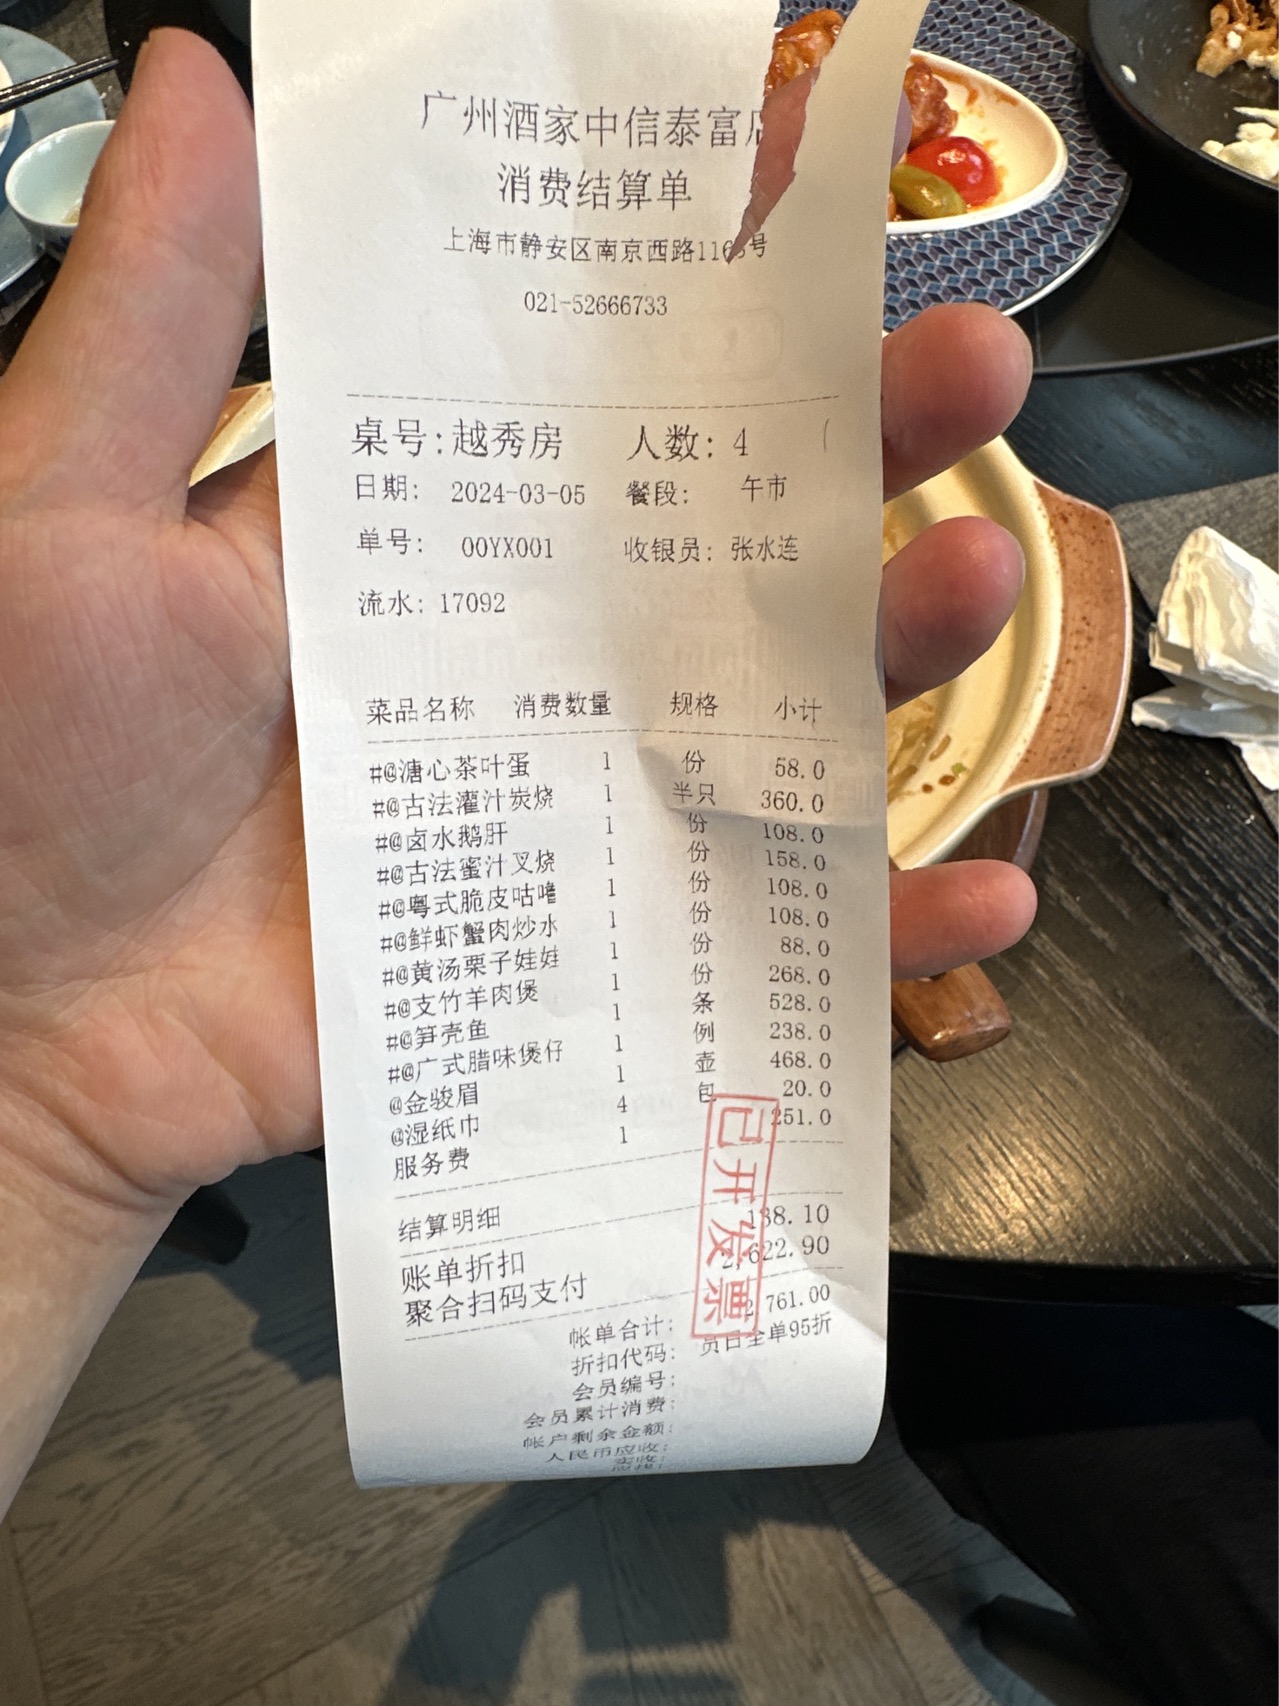 广州酒家中信泰富店
消费结算单
上海市静安区南京西路1168号
021-52666733
桌号:越秀房 人数: 4
日期: 2024-03-05 餐段: 午市
单号: 00YX001 收银员: 张水连
流水: 17092
菜品名称 消费数量 规格 小计
#@溏心茶叶蛋 1 份 58.0
#@古法灌汁炭烧 1 半只 360.0
#@卤水鹅肝 1 份 108.0
#@古法蜜汁叉烧 1 份 158.0
#@粤式脆皮咕噜 1 份 108.0
#@鲜虾蟹肉炒水 1 份 108.0
#@黄汤栗子娃娃 1 份 88.0
#@支竹羊肉煲 1 份 268.0
#@笋壳鱼 1 条 528.0
#@广式腊味煲仔 1 例 238.0
@金骏眉 1 壶 468.0
@湿纸巾 4 包 20.0
服务费 1 251.0
已开发票
结算明细
账单折扣 138.10
聚合扫码支付 2,622.90
帐单合计: 2,761.00
折扣代码: 员日全单95折
会员编号:
会员累计消费:
帐户剩余金额:
人民币应收:
实收: